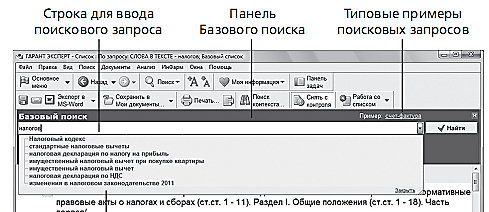 Строка для ввода поискового запроса
Панель Базового поиска
Типовые примеры поисковых запросов
ГАРАНТ ЭКСПЕРТ - Список: По запросу: СЛОВА В ТЕКСТЕ - налогов; Базовый список
Файл Правка Вид Поиск Документы Анализ ИнФарм Окна Помощь
Основное меню Назад Поиск Моя информация Панель задач
Экспорт в MS-Word Сохранить в Мои документы... Печать... Поиск контекста... Снять с контроля Работа со списком
Базовый поиск Пример: счет-фактура
налогов Найти
Налоговый кодекс
стандартные налоговые вычеты
налоговая декларация по налогу на прибыль
имущественный налоговый вычет при покупке квартиры
имущественный налоговый вычет
налоговая декларация по НДС
изменения в налоговом законодательстве 2011
Закрыть
правовые акты о налогах и сборах (ст.ст. 1 - 11). Раздел I. Общие положения (ст.ст. 1 - 18). Часть